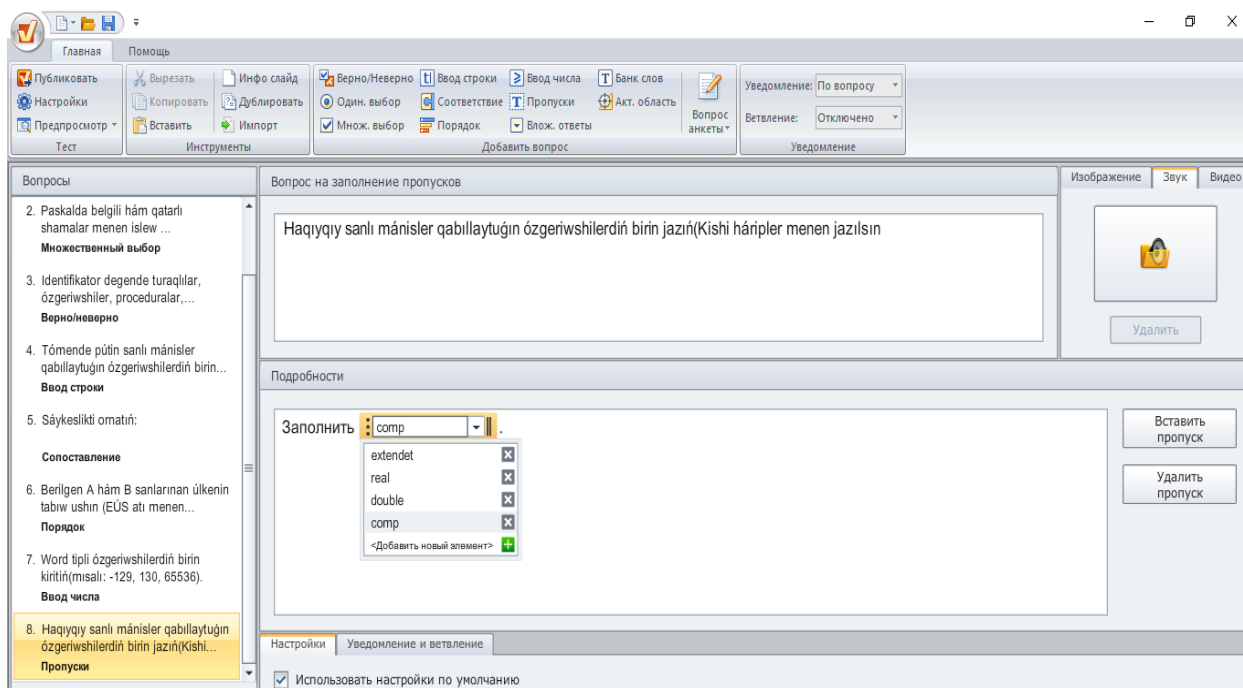 Главная Помощь
Публиковать Вырезать Инфо слайд Верно/Неверно Ввод строки Ввод числа Банк слов
Уведомление: По вопросу
Настройки Копировать Дублировать Один. выбор Соответствие Пропуски Акт. область
Вопрос анкеты
Ветвление: Отключено
Предпросмотр Вставить Импорт Множ. выбор Порядок Влож. ответы
Тест Инструменты Добавить вопрос Уведомление
Вопросы
2. Paskalda belgili hám qatarlı
shamalar menen islew ...
Множественный выбор
3. Identifikator degende turaqlılar,
ózgeriwshiler, proceduralar,...
Верно/неверно
4. Tómende pútin sanlı mánisler
qabıllaytuǵın ózgeriwshilerdiń birin...
Ввод строки
5. Sáykeslikti ornatıń:
Сопоставление
6. Berilgen A hám B sanlarınan úlkenin
tabıw ushın (EÚS atı menen...
Порядок
7. Word tipli ózgeriwshilerdiń birin
kiritiń(mısalı: -129, 130, 65536).
Ввод числа
8. Haqıyqıy sanlı mánisler qabıllaytuǵın
ózgeriwshilerdiń birin jazıń(Kishi...
Пропуски
Вопрос на заполнение пропусков
Haqıyqıy sanlı mánisler qabıllaytuǵın ózgeriwshilerdiń birin jazıń(Kishi háripler menen jazılsın
Изображение Звук Видео
Удалить
Подробности
Заполнить comp .
extendet
real
double
comp
<Добавить новый элемент>
Вставить
пропуск
Удалить
пропуск
Настройки Уведомление и ветвление
Использовать настройки по умолчанию